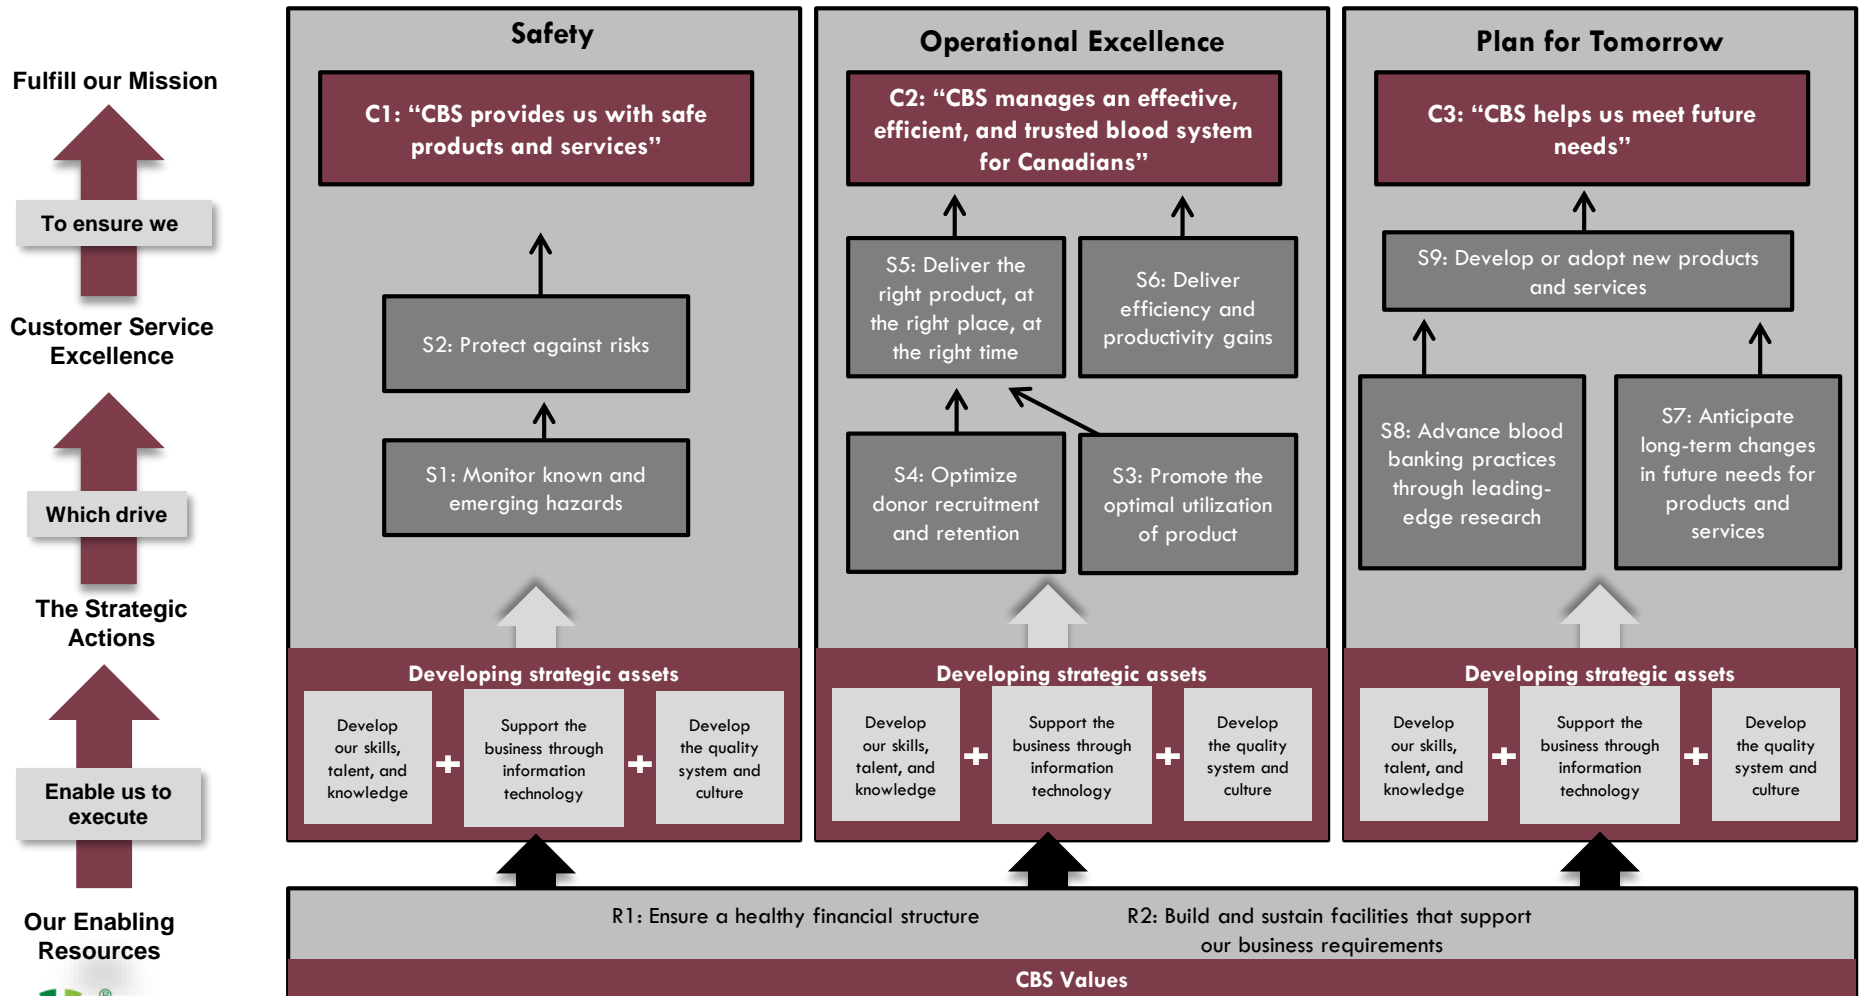 Fulfill our Mission
To ensure we
Customer Service
Excellence
Which drive
The Strategic
Actions
Enable us to
execute
Our Enabling
Resources
®
Safety
C1: “CBS provides us with safe
products and services”
S2: Protect against risks
S1: Monitor known and
emerging hazards
Developing strategic assets
Develop
our skills,
talent, and
knowledge
+
Support the
business through
information
technology
+
Develop
the quality
system and
culture
Operational Excellence
C2: “CBS manages an effective,
efficient, and trusted blood system
for Canadians”
S5: Deliver the
right product, at
the right place, at
the right time
S6: Deliver
efficiency and
productivity gains
S4: Optimize
donor recruitment
and retention
S3: Promote the
optimal utilization
of product
Developing strategic assets
Develop
our skills,
talent, and
knowledge
+
Support the
business through
information
technology
+
Develop
the quality
system and
culture
Plan for Tomorrow
C3: “CBS helps us meet future
needs”
S9: Develop or adopt new products
and services
S8: Advance blood
banking practices
through leading-
edge research
S7: Anticipate
long-term changes
in future needs for
products and
services
Developing strategic assets
Develop
our skills,
talent, and
knowledge
+
Support the
business through
information
technology
+
Develop
the quality
system and
culture
R1: Ensure a healthy financial structure
R2: Build and sustain facilities that support
our business requirements
CBS Values